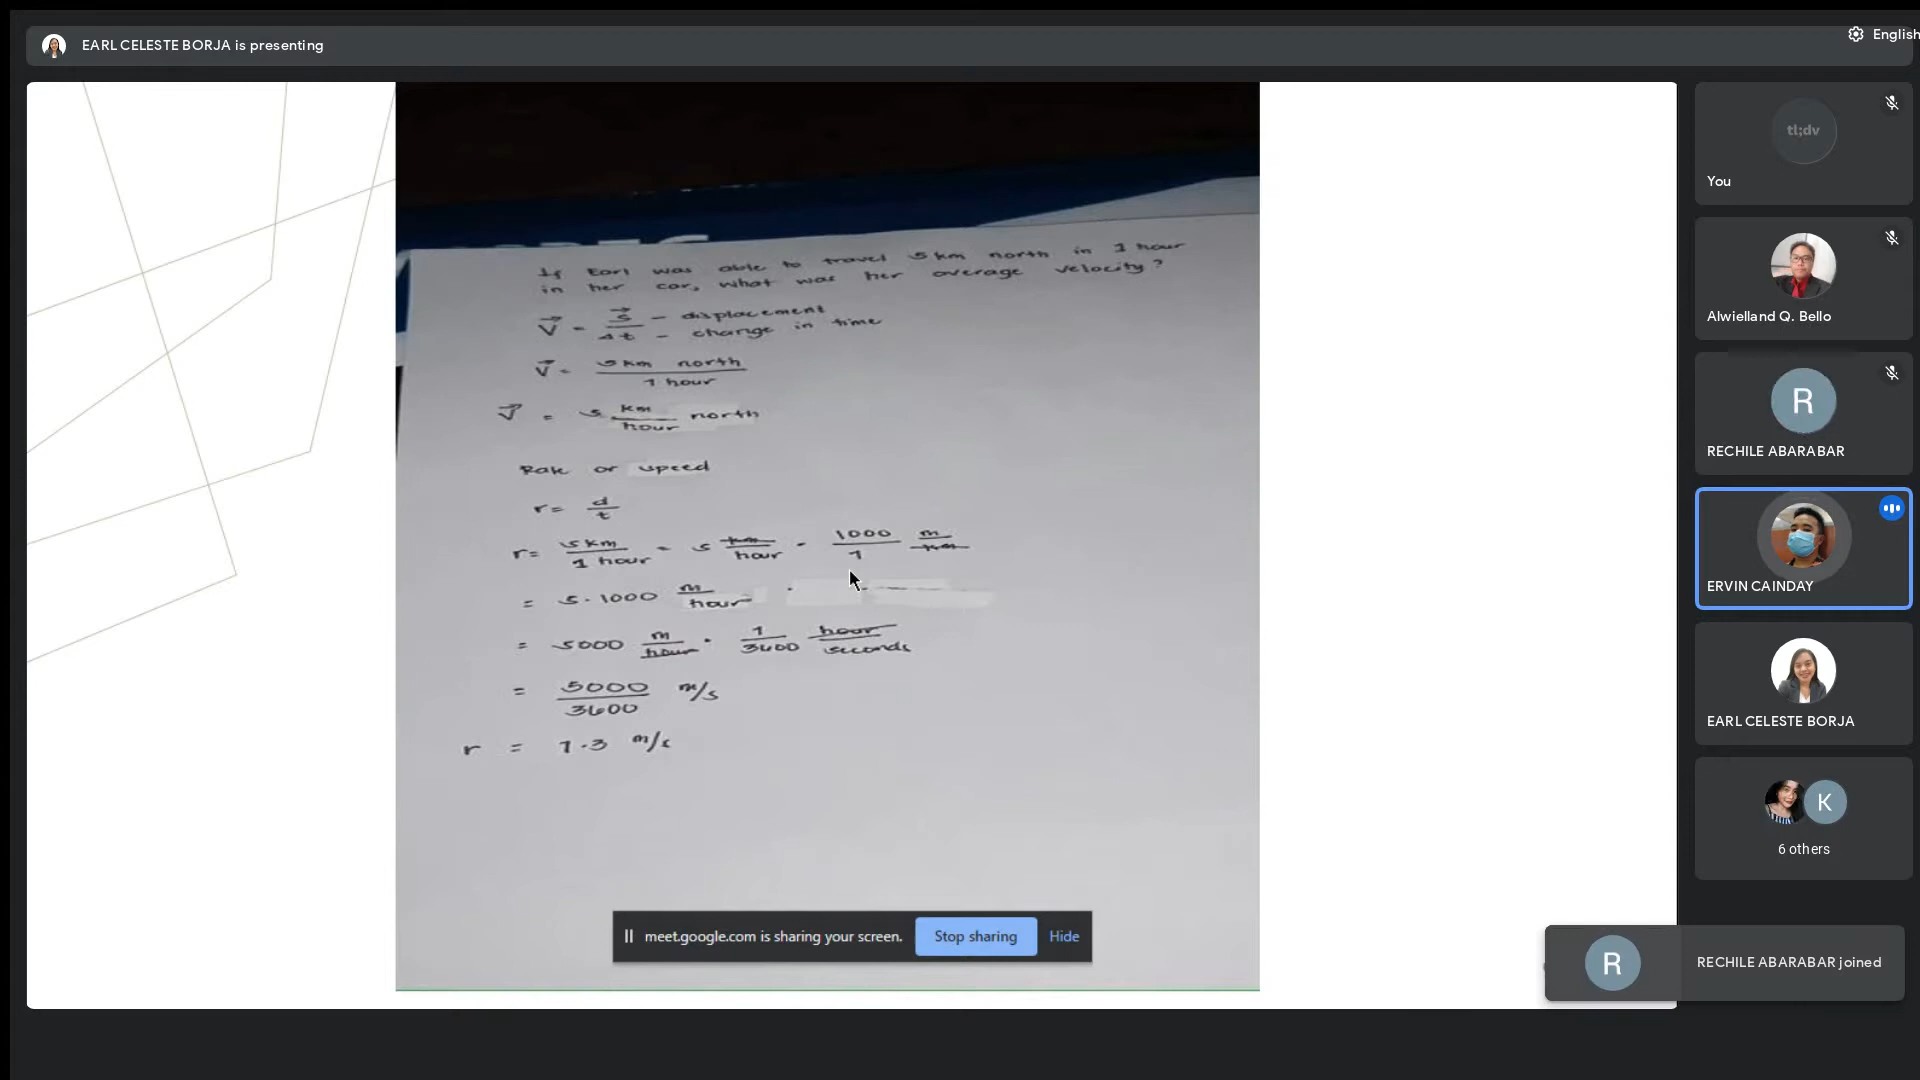 EARL CELESTE BORJA is presenting
English
If Earl was able to travel 5 km north in 1 hour
in her car, what was her average velocity?
V⃗ = s⃗ / Δt - displacement - change in time
V⃗ = 5 km north / 1 hour
V⃗ = 5 km/hour north
Rate or speed
r = d/t
r = 5 km / 1 hour = 5 km/hour · 1000/1 m/km
= 5 · 1000 m/hour ·
= 5000 m/hour · 1/3600 hour/seconds
= 5000/3600 m/s
r = 1.3 m/s
meet.google.com is sharing your screen. Stop sharing Hide
tl;dv
You
Alwielland Q. Bello
R
RECHILE ABARABAR
ERVIN CAINDAY
EARL CELESTE BORJA
K
6 others
R RECHILE ABARABAR joined